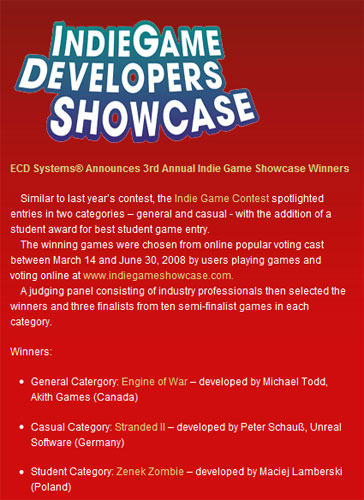 INDIEGAME
DEVELOPERS
SHOWCASE
ECD Systems® Announces 3rd Annual Indie Game Showcase Winners
Similar to last year's contest, the Indie Game Contest spotlighted
entries in two categories – general and casual - with the addition of a
student award for best student game entry.
The winning games were chosen from online popular voting cast
between March 14 and June 30, 2008 by users playing games and
voting online at www.indiegameshowcase.com.
A judging panel consisting of industry professionals then selected the
winners and three finalists from ten semi-finalist games in each
category.
Winners:
• General Catergory: Engine of War – developed by Michael Todd,
Akith Games (Canada)
• Casual Category: Stranded II – developed by Peter Schauß, Unreal
Software (Germany)
• Student Category: Zenek Zombie – developed by Maciej Lamberski
(Poland)